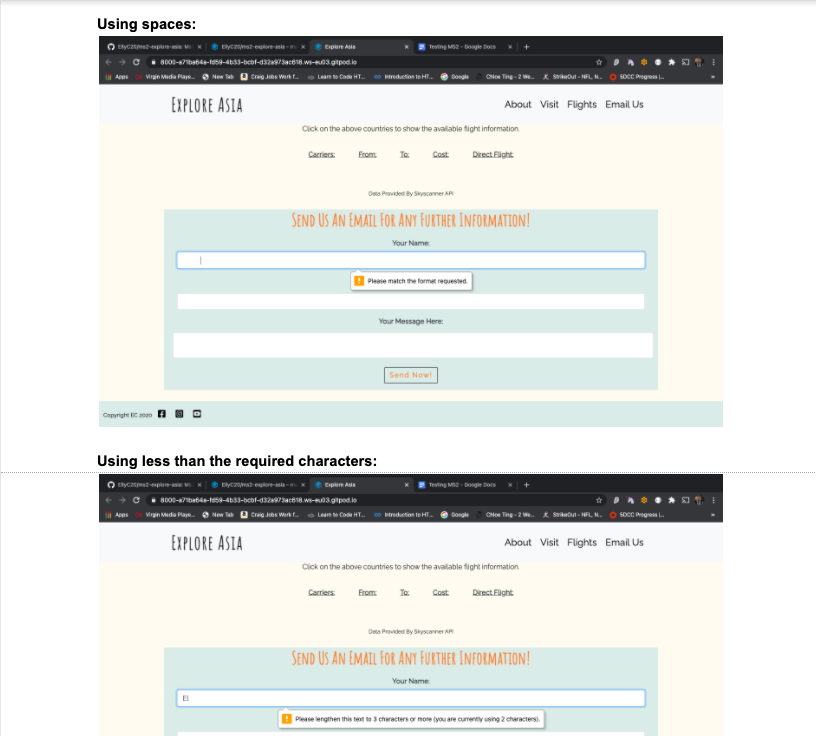 Using spaces:
EllyC25/ms2-explore-asia: Mi EllyC25/ms2-explore-asia - m Explore Asia Testing MS2 - Google Docs
8000-a71ba64a-fd59-4b33-bcbf-d32a973ac618.ws-eu03.gitpod.io
Apps Virgin Media Playe... New Tab Craig Jobs Work f... Learn to Code HT... Introduction to HT... Google Chlox Ting - 2 We... StrikeOut - NFL, N... 5DCC Progress |...
Explore Asia About Visit Flights Email Us
Click on the above countries to show the available flight information.
Carriers: From: To: Cost: Direct Flight:
Data Provided By Skyscanner API
Send Us An Email For Any Further Information!
Your Name:
Please match the format requested.
Your Message Here:
Send Now!
Copyright EC 2020
Using less than the required characters:
EllyC25/ms2-explore-asia: Mi EllyC25/ms2-explore-asia - m Explore Asia Testing MS2 - Google Docs
8000-a71ba64a-fd59-4b33-bcbf-d32a973ac618.ws-eu03.gitpod.io
Apps Virgin Media Playe... New Tab Craig Jobs Work f... Learn to Code HT... Introduction to HT... Google Chlox Ting - 2 We... StrikeOut - NFL, N... 5DCC Progress |...
Explore Asia About Visit Flights Email Us
Click on the above countries to show the available flight information.
Carriers: From: To: Cost: Direct Flight:
Data Provided By Skyscanner API
Send Us An Email For Any Further Information!
Your Name:
El
Please lengthen this text to 3 characters or more (you are currently using 2 characters).